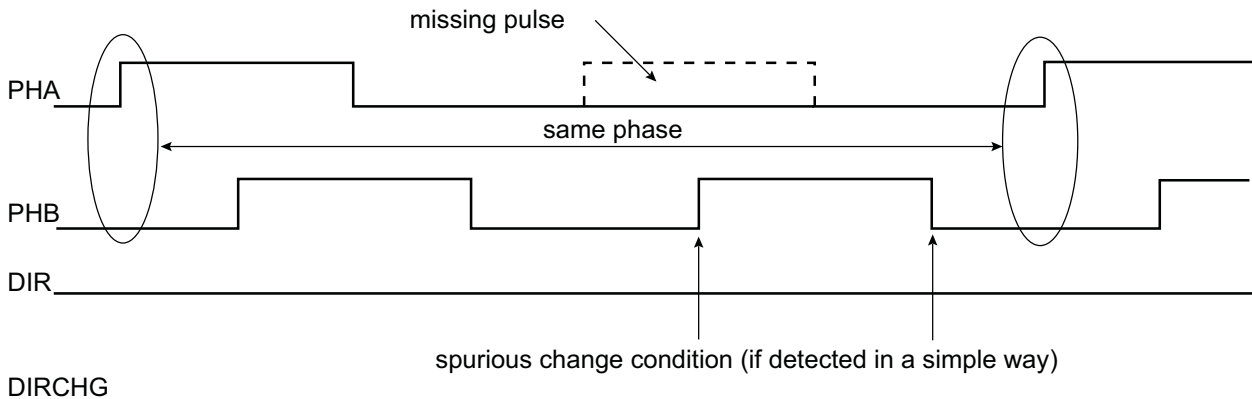 missing pulse
PHA
same phase
PHB
DIR
spurious change condition (if detected in a simple way)
DIRCHG